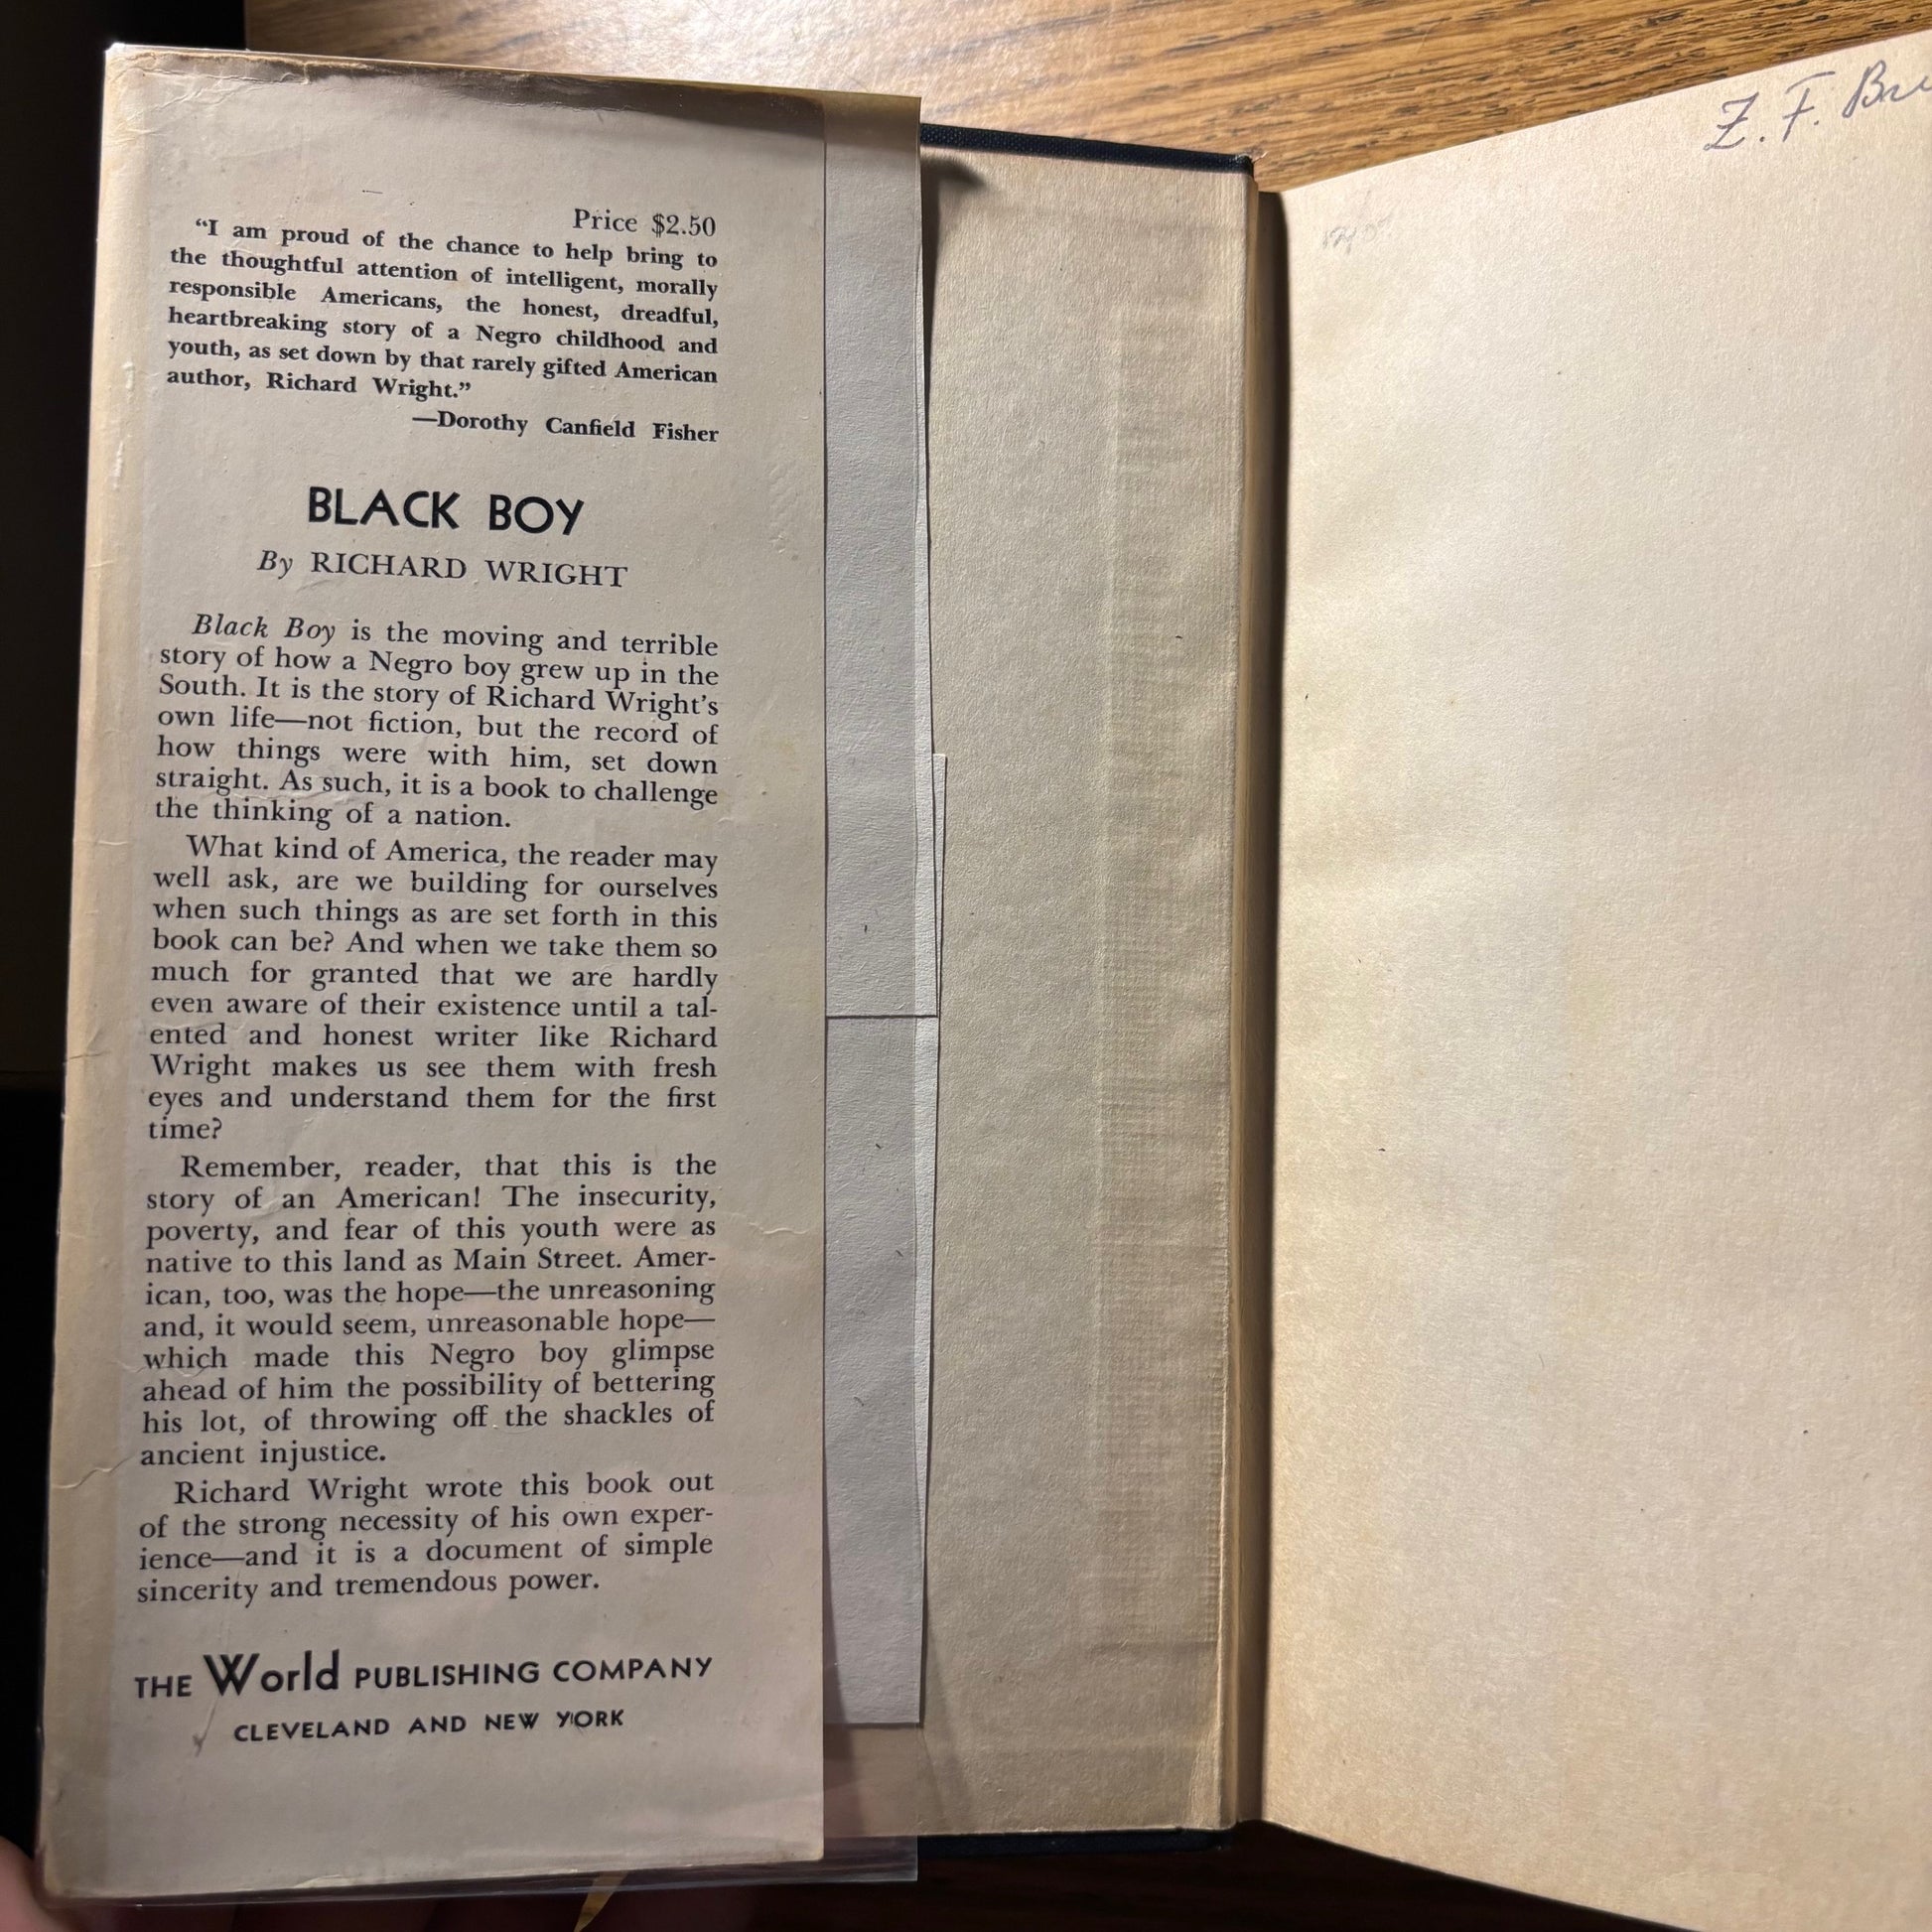 Price $2.50
“I am proud of the chance to help bring to
the thoughtful attention of intelligent, morally
responsible Americans, the honest, dreadful,
heartbreaking story of a Negro childhood and
youth, as set down by that rarely gifted American
author, Richard Wright.”
—Dorothy Canfield Fisher
BLACK BOY
By RICHARD WRIGHT
Black Boy is the moving and terrible
story of how a Negro boy grew up in the
South. It is the story of Richard Wright’s
own life—not fiction, but the record of
how things were with him, set down
straight. As such, it is a book to challenge
the thinking of a nation.
What kind of America, the reader may
well ask, are we building for ourselves
when such things as are set forth in this
book can be? And when we take them so
much for granted that we are hardly
even aware of their existence until a tal-
ented and honest writer like Richard
Wright makes us see them with fresh
eyes and understand them for the first
time?
Remember, reader, that this is the
story of an American! The insecurity,
poverty, and fear of this youth were as
native to this land as Main Street. Amer-
ican, too, was the hope—the unreasoning
and, it would seem, unreasonable hope—
which made this Negro boy glimpse
ahead of him the possibility of bettering
his lot, of throwing off the shackles of
ancient injustice.
Richard Wright wrote this book out
of the strong necessity of his own exper-
ience—and it is a document of simple
sincerity and tremendous power.
THE World PUBLISHING COMPANY
CLEVELAND AND NEW YORK
Z. F.